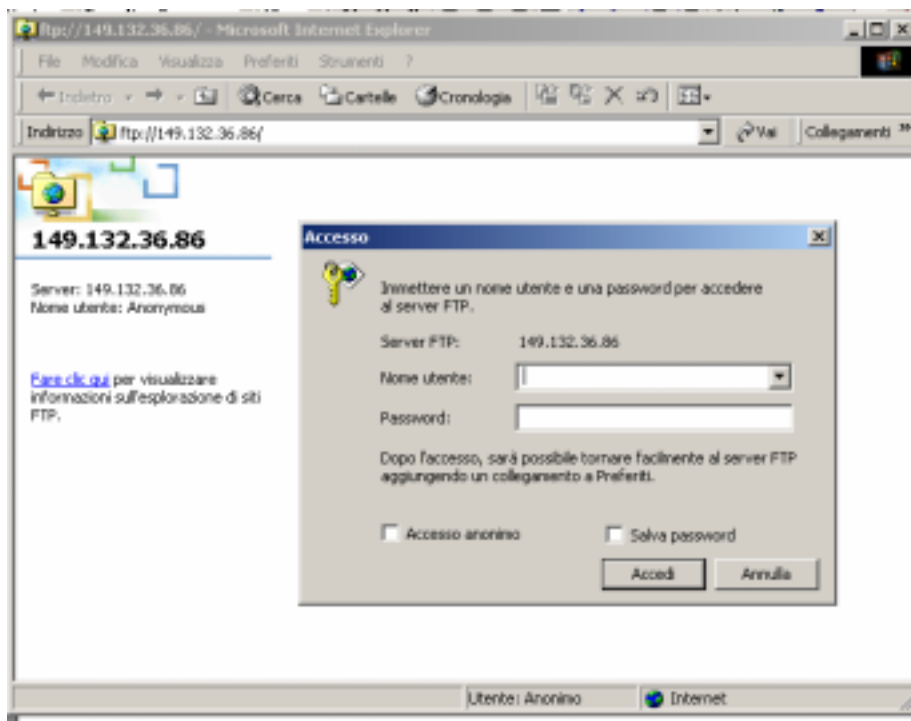 ftp://149.132.36.86/ - Microsoft Internet Explorer
File Modifica Visualizza Preferiti Strumenti ?
Indietro Cerca Cartelle Cronologia
Indirizzo ftp://149.132.36.86/ Vai Collegamenti »
149.132.36.86
Server: 149.132.36.86
Nome utente: Anonymous
Fare clic qui per visualizzare
informazioni sull'esplorazione di siti
FTP.
Accesso
Immettere un nome utente e una password per accedere
al server FTP.
Server FTP: 149.132.36.86
Nome utente:
Password:
Dopo l'accesso, sarà possibile tornare facilmente al server FTP
aggiungendo un collegamento a Preferiti.
Accesso anonimo Salva password
Accedi Annulla
Utente: Anonimo Internet